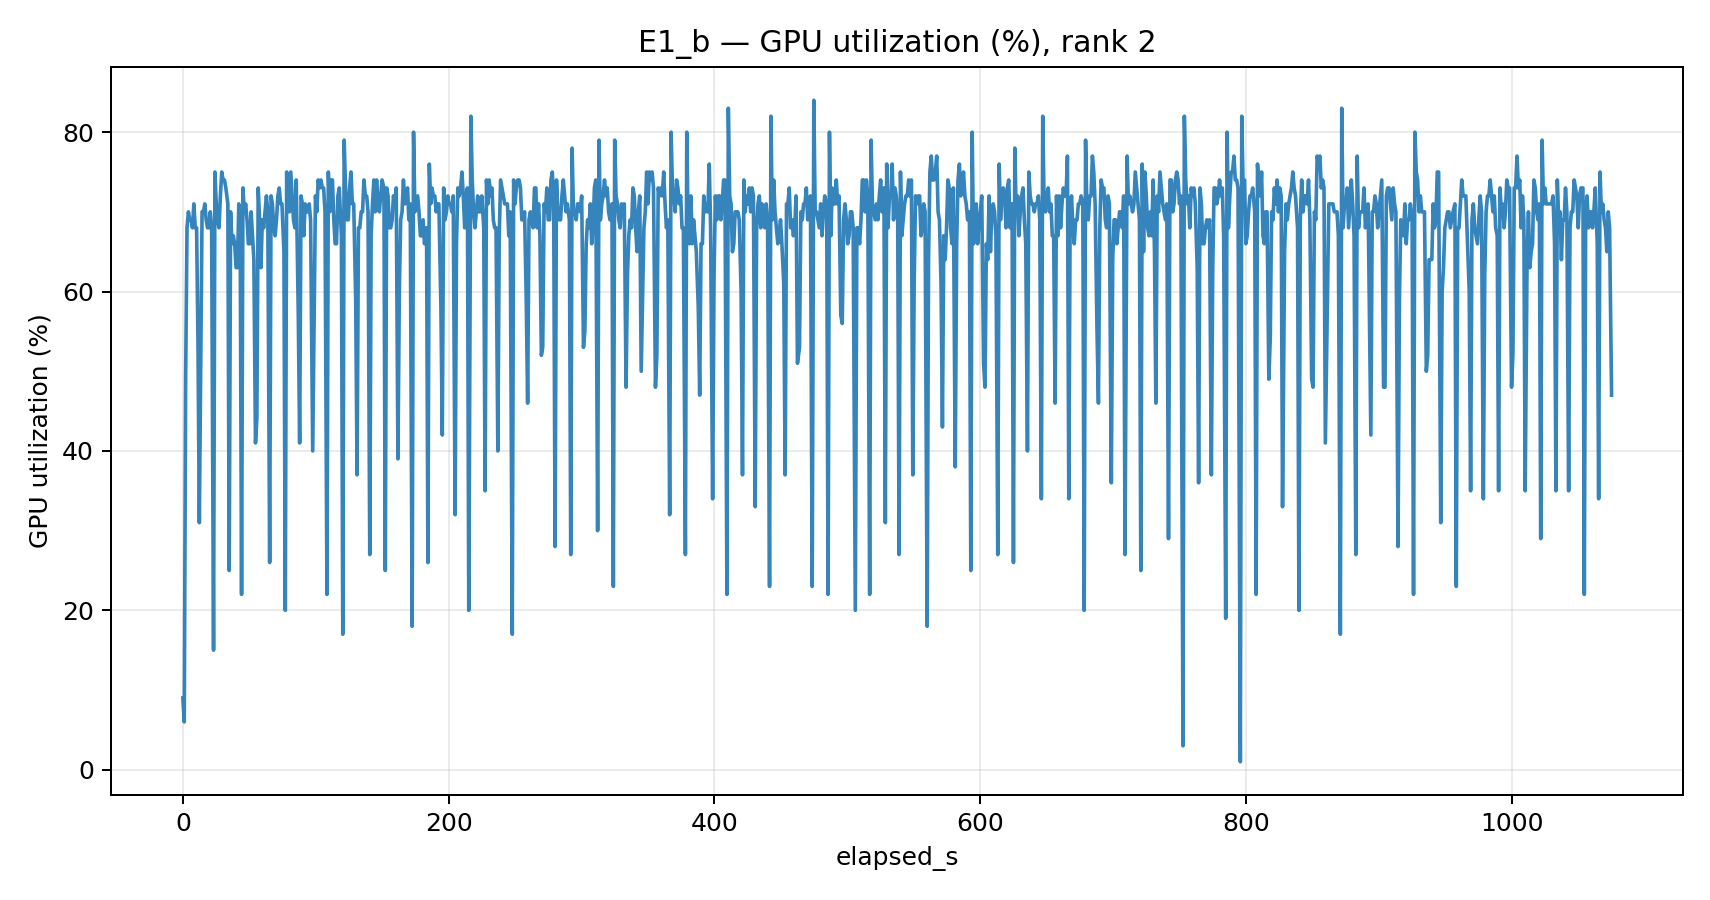 E1_b — GPU utilization (%), rank 2
GPU utilization (%)
80
60
40
20
0
0 200 400 600 800 1000
elapsed_s